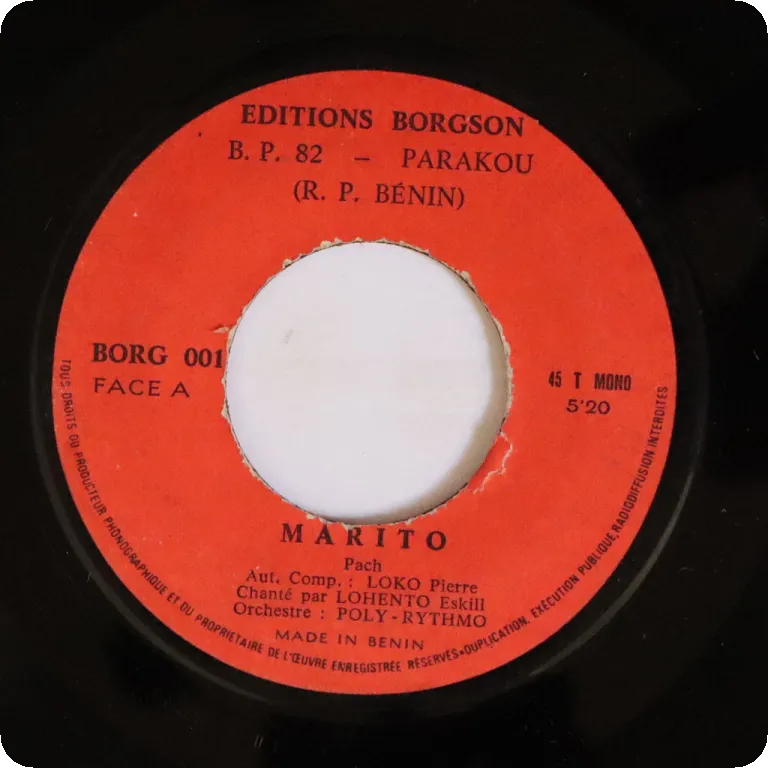 EDITIONS BORGSON
B. P. 82 – PARAKOU
(R. P. BÉNIN)
BORG 001
FACE A
45 T MONO
5'20
MARITO
Pach
Aut. Comp. : LOKO Pierre
Chanté par LOHENTO Eskill
Orchestre : POLY-RYTHMO
MADE IN BENIN
TOUS DROITS DU PRODUCTEUR PHONOGRAPHIQUE ET DU PROPRIETAIRE DE L'ŒUVRE ENREGISTRÉE RÉSERVÉS • DUPLICATION, EXÉCUTION PUBLIQUE, RADIODIFFUSION INTERDITES